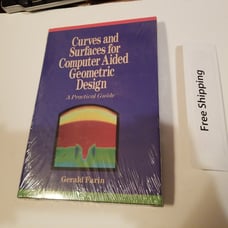 Curves and
Surfaces for
Computer Aided
Geometric
Design
A Practical Guide
Gerald Farin
Free Shipping